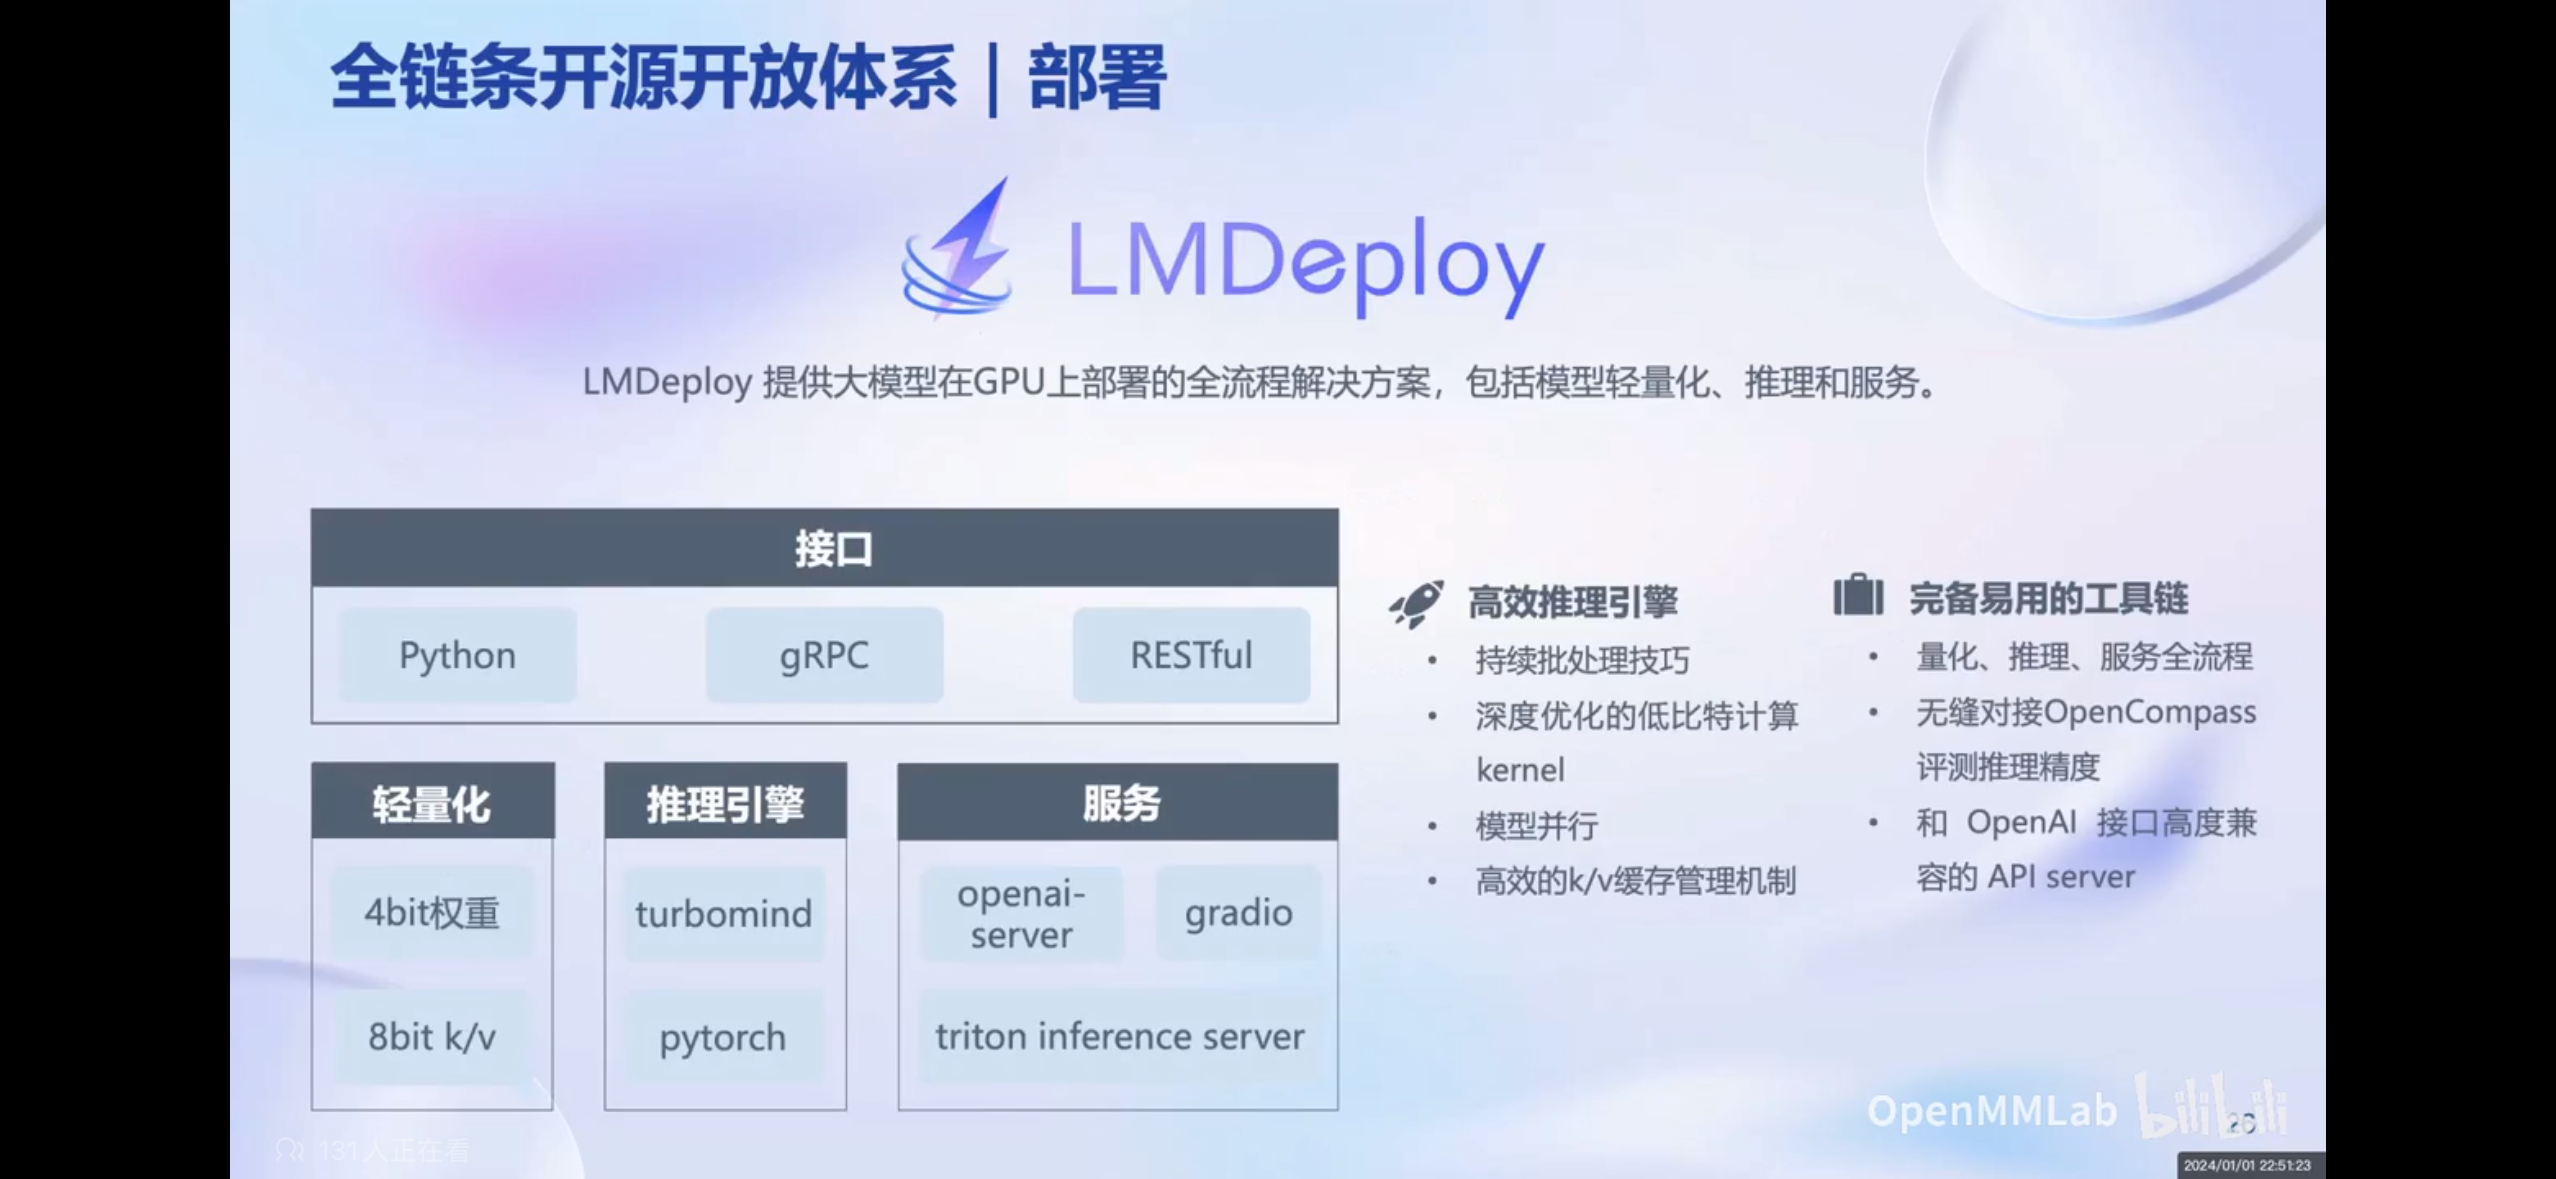 全链条开源开放体系｜部署
LMDeploy
LMDeploy 提供大模型在GPU上部署的全流程解决方案，包括模型轻量化、推理和服务。
接口
Python
gRPC
RESTful
轻量化
4bit权重
8bit k/v
推理引擎
turbomind
pytorch
服务
openai-
server
gradio
triton inference server
高效推理引擎
• 持续批处理技巧
• 深度优化的低比特计算
kernel
• 模型并行
• 高效的k/v缓存管理机制
完备易用的工具链
• 量化、推理、服务全流程
• 无缝对接OpenCompass
评测推理精度
• 和 OpenAI 接口高度兼
容的 API server
131人正在看
OpenMMLab bilibili
26
2024/01/01 22:51:23